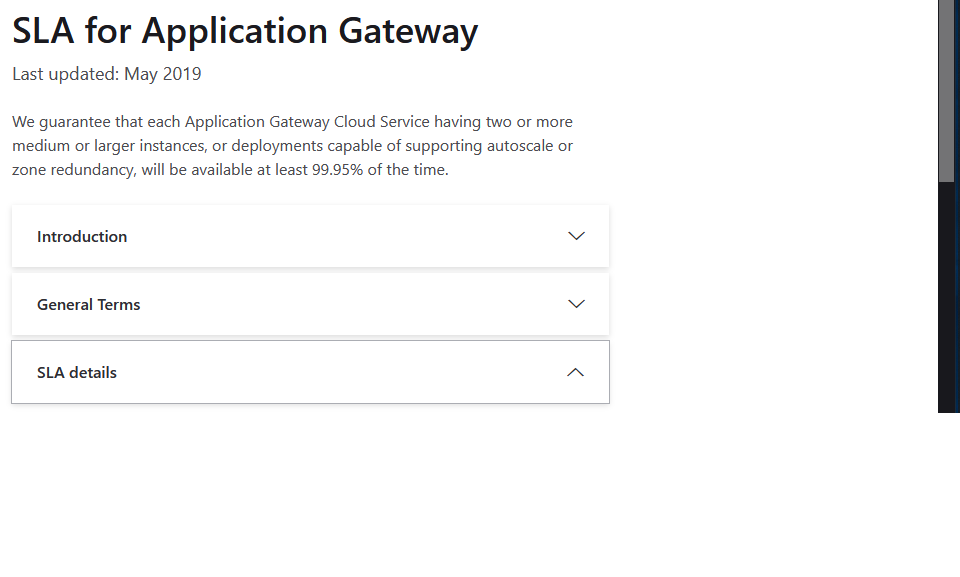 SLA for Application Gateway
Last updated: May 2019
We guarantee that each Application Gateway Cloud Service having two or more
medium or larger instances, or deployments capable of supporting autoscale or
zone redundancy, will be available at least 99.95% of the time.
Introduction
General Terms
SLA details